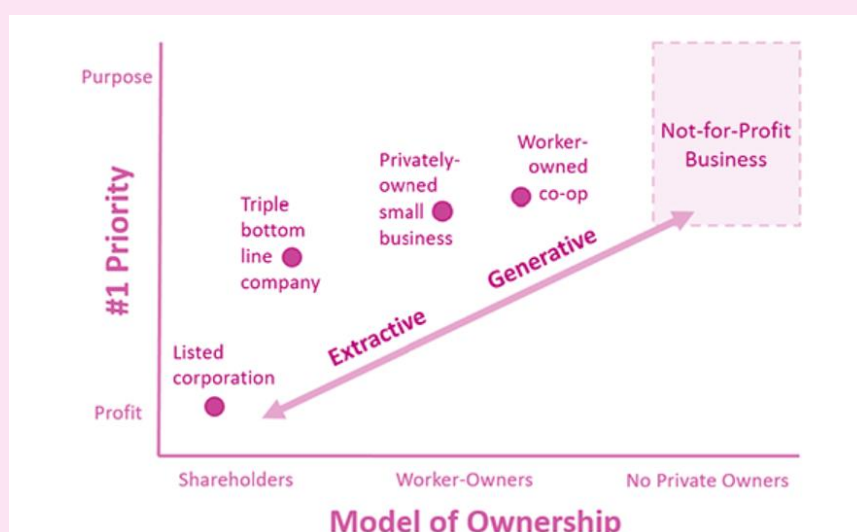 Purpose
#1 Priority
Profit
Listed
corporation
Triple
bottom
line
company
Privately-
owned
small
business
Worker-
owned
co-op
Not-for-Profit
Business
Extractive
Generative
Shareholders
Worker-Owners
No Private Owners
Model of Ownership